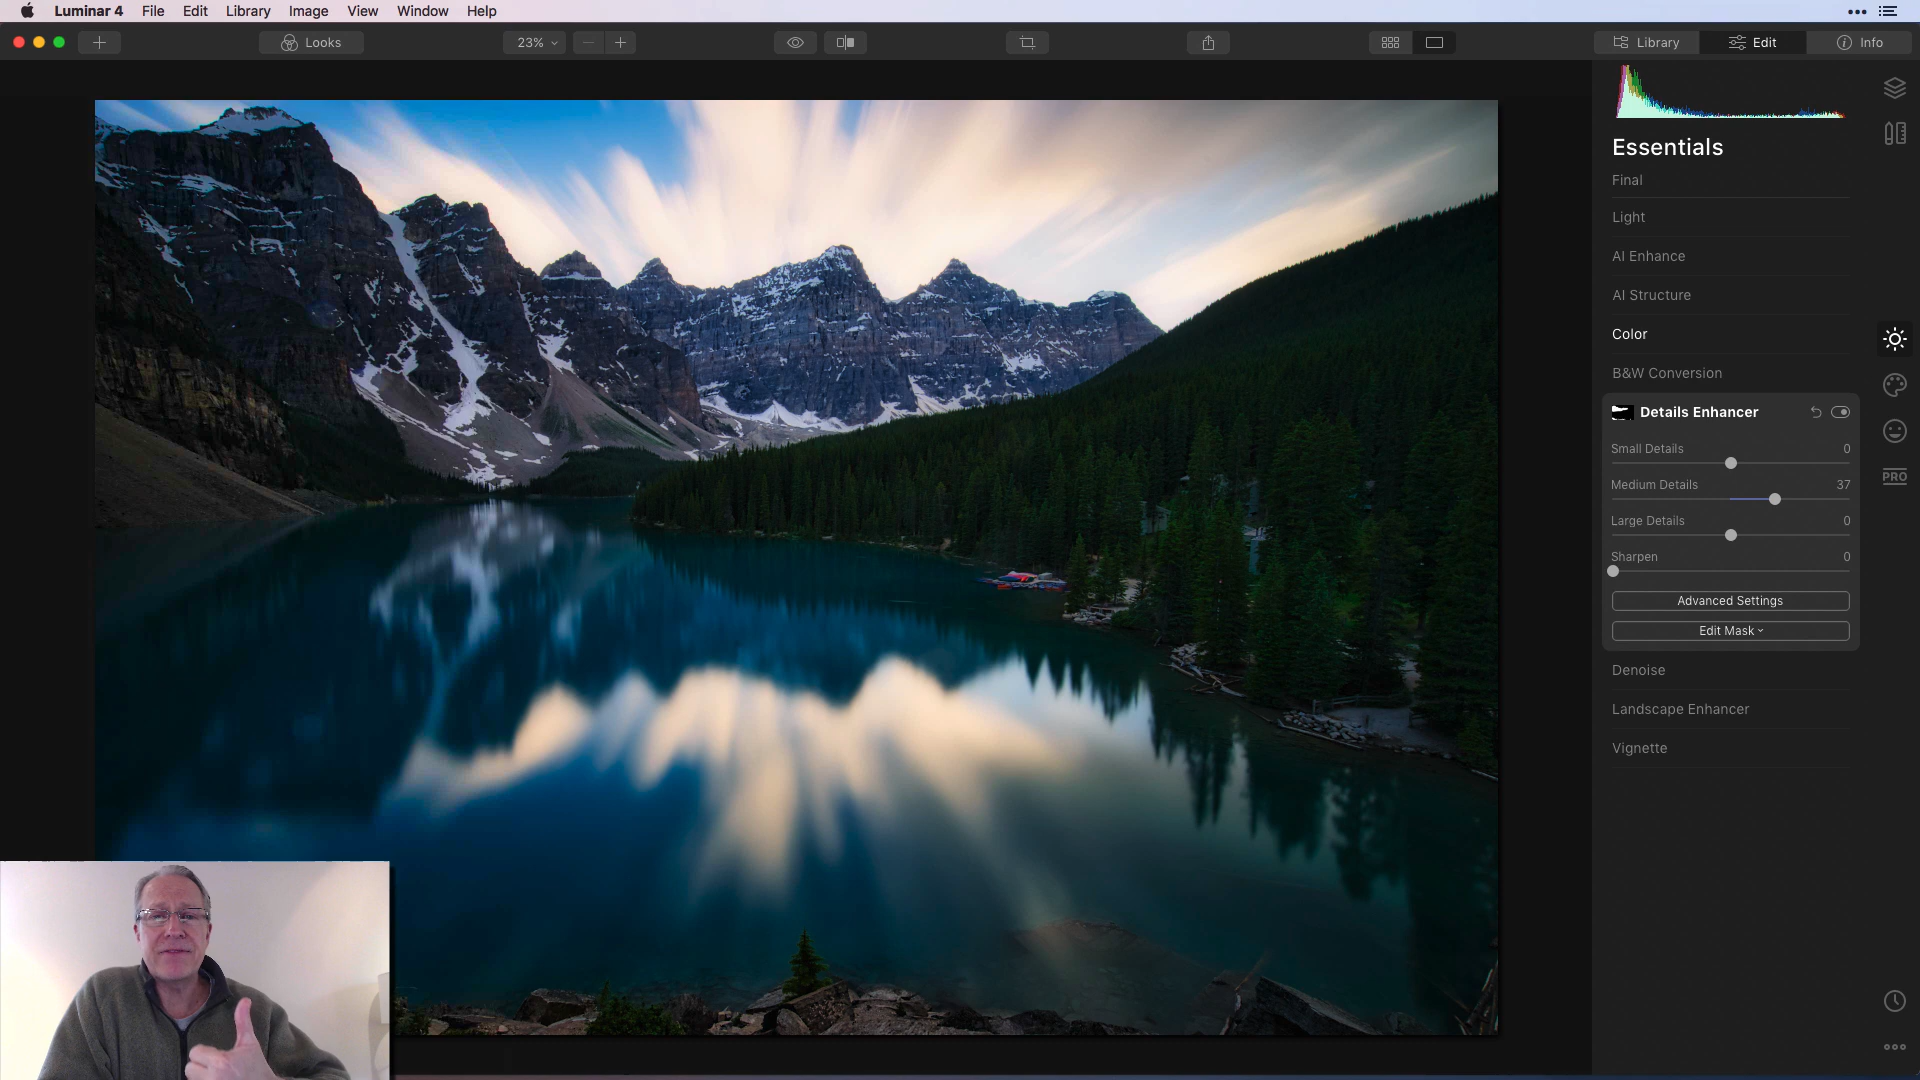 Luminar 4 File Edit Library Image View Window Help
Looks 23% Library Edit Info
Essentials
Final
Light
AI Enhance
AI Structure
Color
B&W Conversion
Details Enhancer
Small Details 0
Medium Details 37
Large Details 0
Sharpen 0
Advanced Settings
Edit Mask
Denoise
Landscape Enhancer
Vignette
PRO